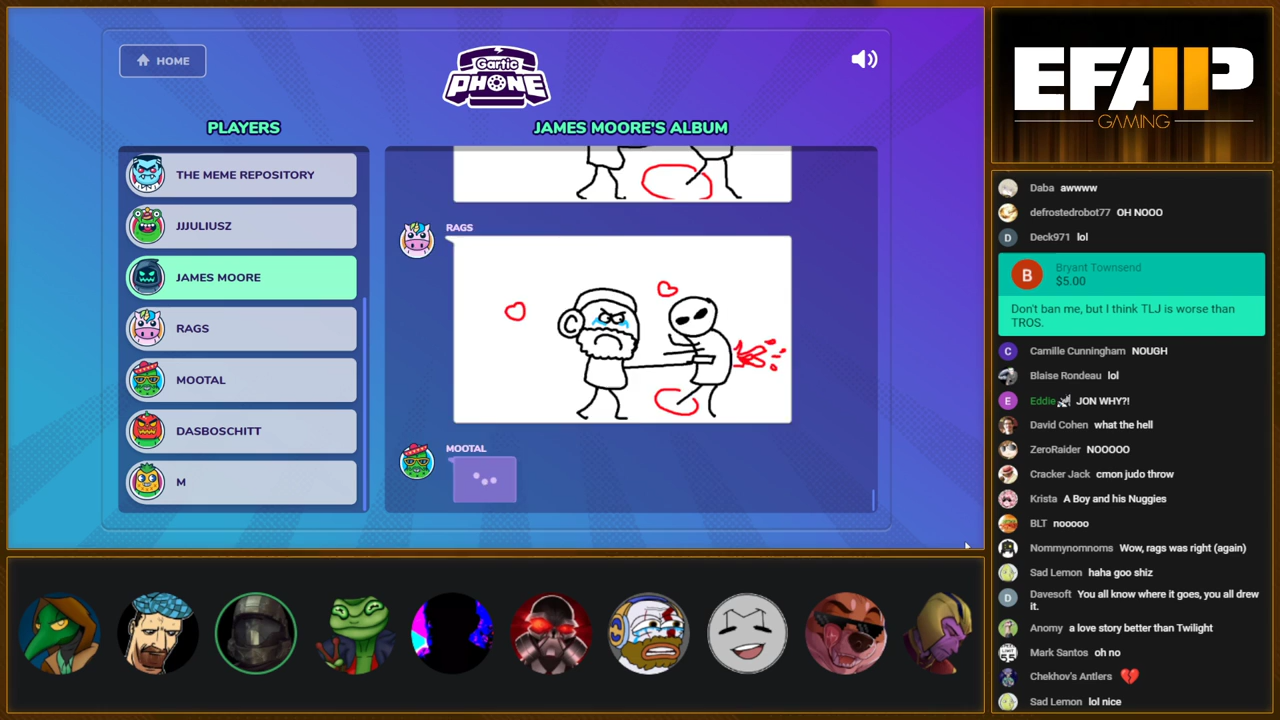 HOME
Gartic
PHONE
PLAYERS
JAMES MOORE'S ALBUM
THE MEME REPOSITORY
JJJULIUSZ
JAMES MOORE
RAGS
MOOTAL
DASBOSCHITT
M
RAGS
MOOTAL
EFAP
GAMING
Daba awwww
defrostedrobot77 OH NOOO
D Deck971 lol
B Bryant Townsend
$5.00
Don't ban me, but I think TLJ is worse than
TROS.
C Camille Cunningham NOUGH
Blaise Rondeau lol
E Eddie JON WHY?!
David Cohen what the hell
ZeroRaider NOOOOO
Cracker Jack cmon judo throw
Krista A Boy and his Nuggies
BLT nooooo
Nommynomnoms Wow, rags was right (again)
Sad Lemon haha goo shiz
D Davesoft You all know where it goes, you all drew
it.
Anomy a love story better than Twilight
Mark Santos oh no
Chekhov's Antlers 💔
Sad Lemon lol nice